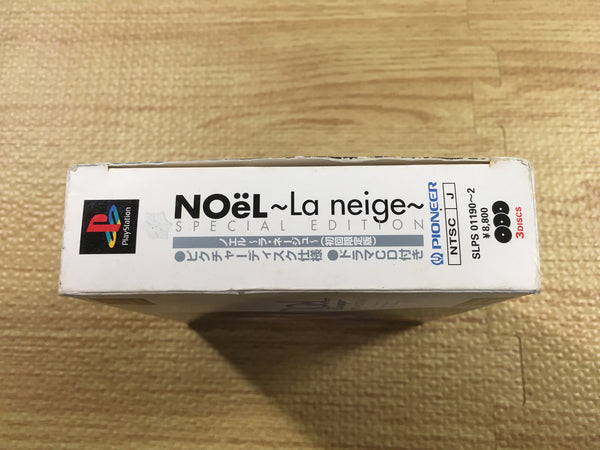 PlayStation
NOëL ~La neige~
SPECIAL EDITION
ノエル ~ラ・ネージュ~(初回限定版)
●ピクチャーディスク仕様 ●ドラマCD付き
PIONEER
NTSC J
SLPS 01190~2
¥8,800
3DISCS